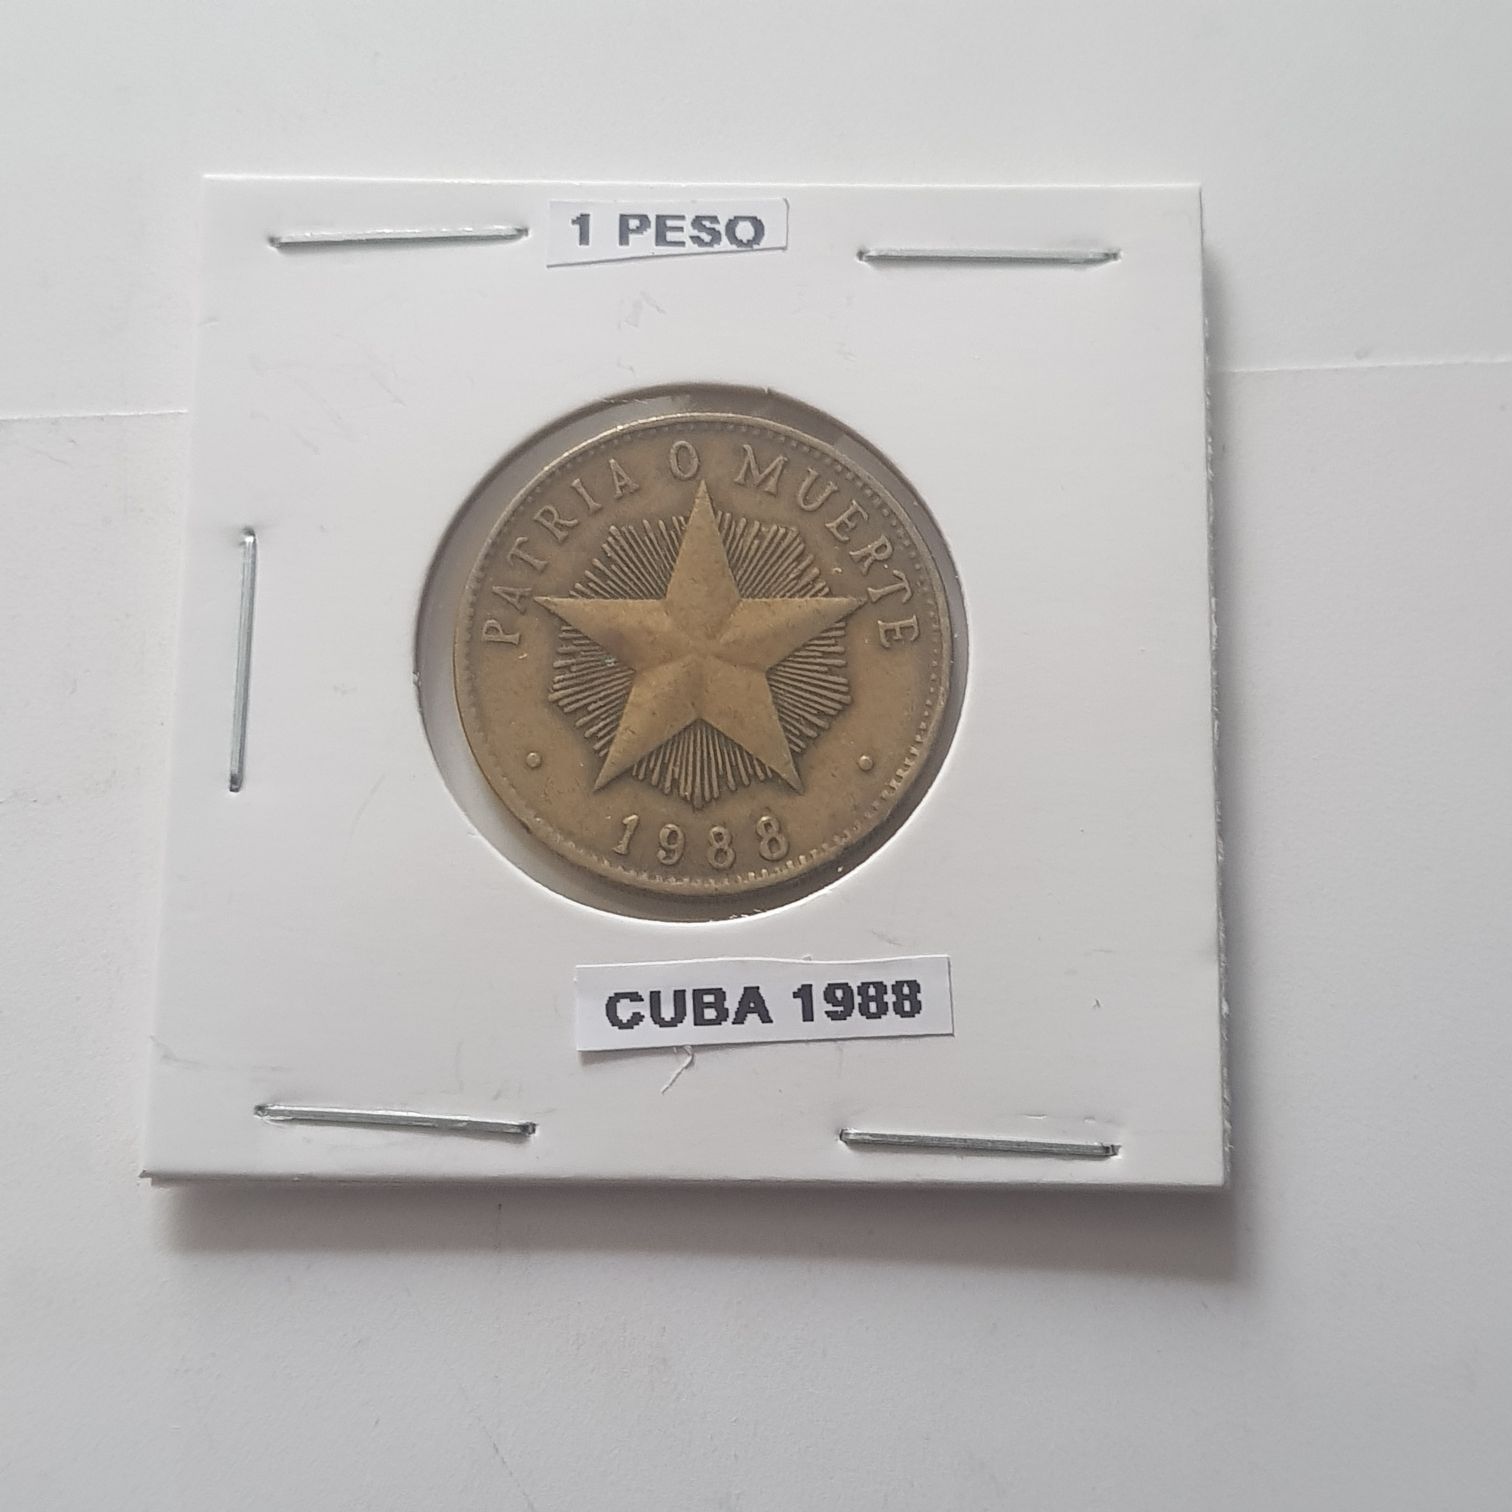 1 PESO
PATRIA O MUERTE
1988
CUBA 1988